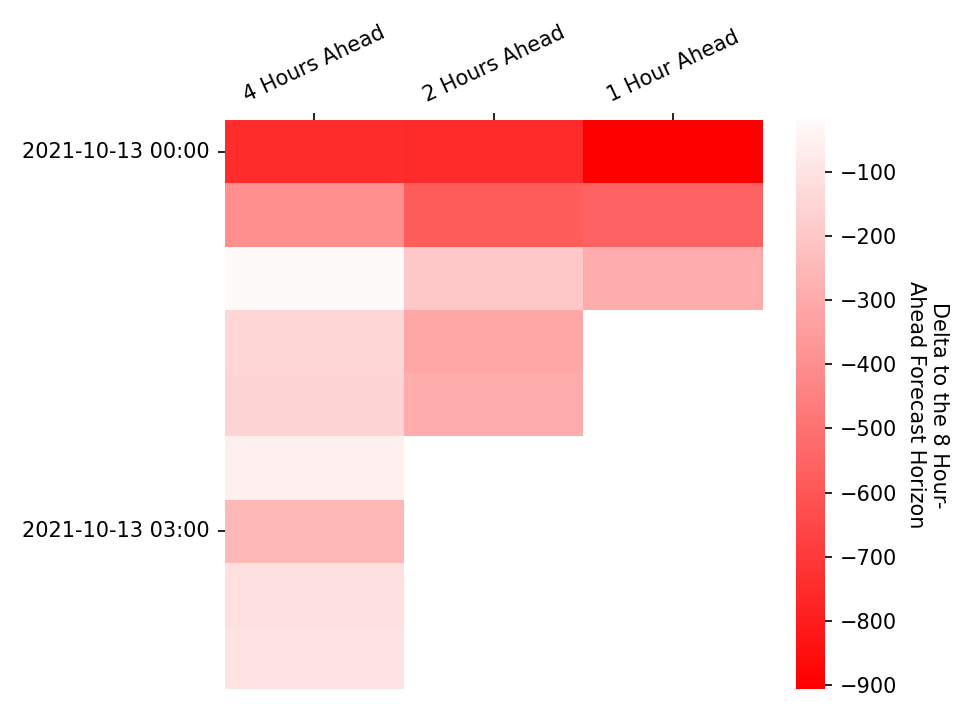 4 Hours Ahead
2 Hours Ahead
1 Hour Ahead
2021-10-13 00:00
2021-10-13 03:00
−100
−200
−300
−400
−500
−600
−700
−800
−900
Delta to the 8 Hour-
Ahead Forecast Horizon